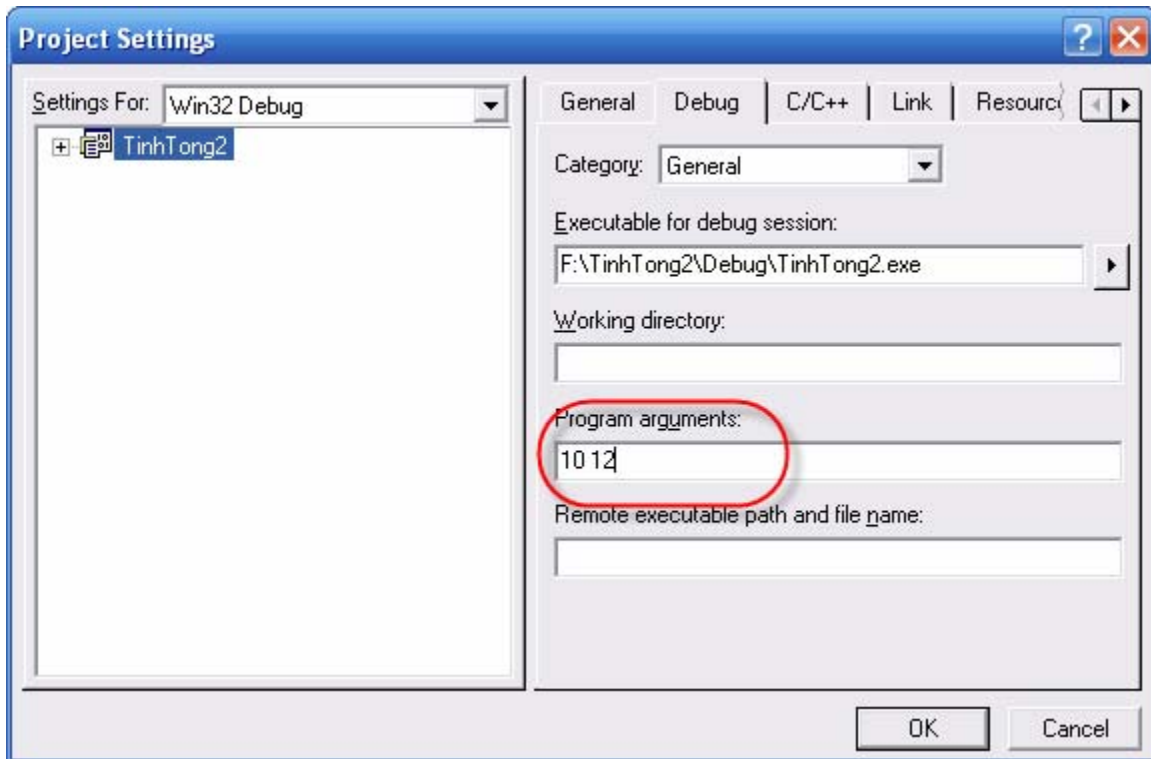 Project Settings
Settings For: Win32 Debug
TinhTong2
General Debug C/C++ Link Resourc
Category: General
Executable for debug session:
F:\TinhTong2\Debug\TinhTong2.exe
Working directory:
Program arguments:
10 12
Remote executable path and file name:
OK Cancel